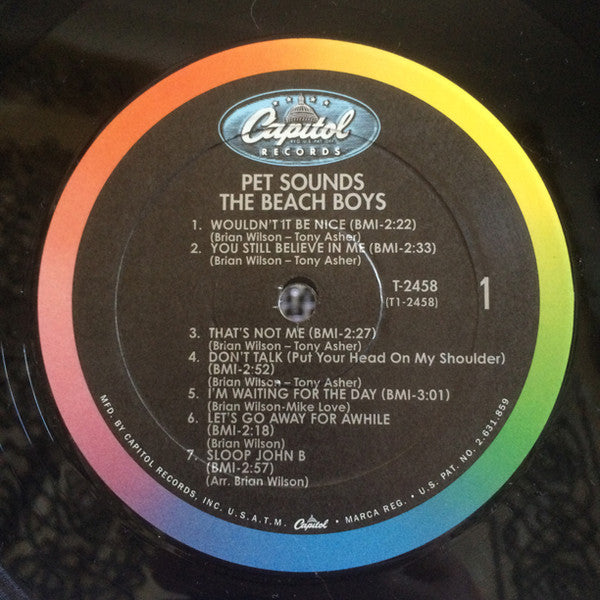 Capitol
RECORDS
PET SOUNDS
THE BEACH BOYS
1. WOULDN'T IT BE NICE (BMI-2:22)
(Brian Wilson – Tony Asher)
2. YOU STILL BELIEVE IN ME (BMI-2:33)
(Brian Wilson – Tony Asher)
T-2458
(T1-2458)
1
3. THAT'S NOT ME (BMI-2:27)
(Brian Wilson – Tony Asher)
4. DON'T TALK (Put Your Head On My Shoulder)
(BMI-2:52)
(Brian Wilson – Tony Asher)
5. I'M WAITING FOR THE DAY (BMI-3:01)
(Brian Wilson-Mike Love)
6. LET'S GO AWAY FOR AWHILE
(BMI-2:18)
(Brian Wilson)
7. SLOOP JOHN B
(BMI-2:57)
(Arr. Brian Wilson)
MFD. BY CAPITOL RECORDS, INC. U.S.A. T.M. Capitol • MARCA REG. • U.S. PAT. NO. 2.631.859